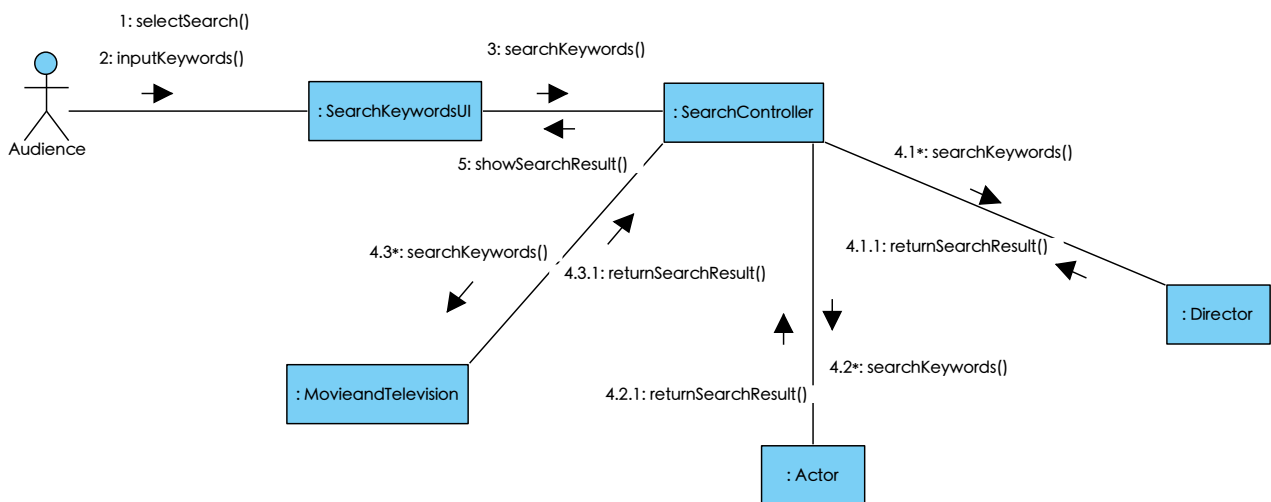 1: selectSearch()
2: inputKeywords()
3: searchKeywords()
Audience
: SearchKeywordsUI
: SearchController
5: showSearchResult()
4.1*: searchKeywords()
4.1.1: returnSearchResult()
4.3*: searchKeywords()
4.3.1: returnSearchResult()
: Director
: MovieandTelevision
4.2*: searchKeywords()
4.2.1: returnSearchResult()
: Actor